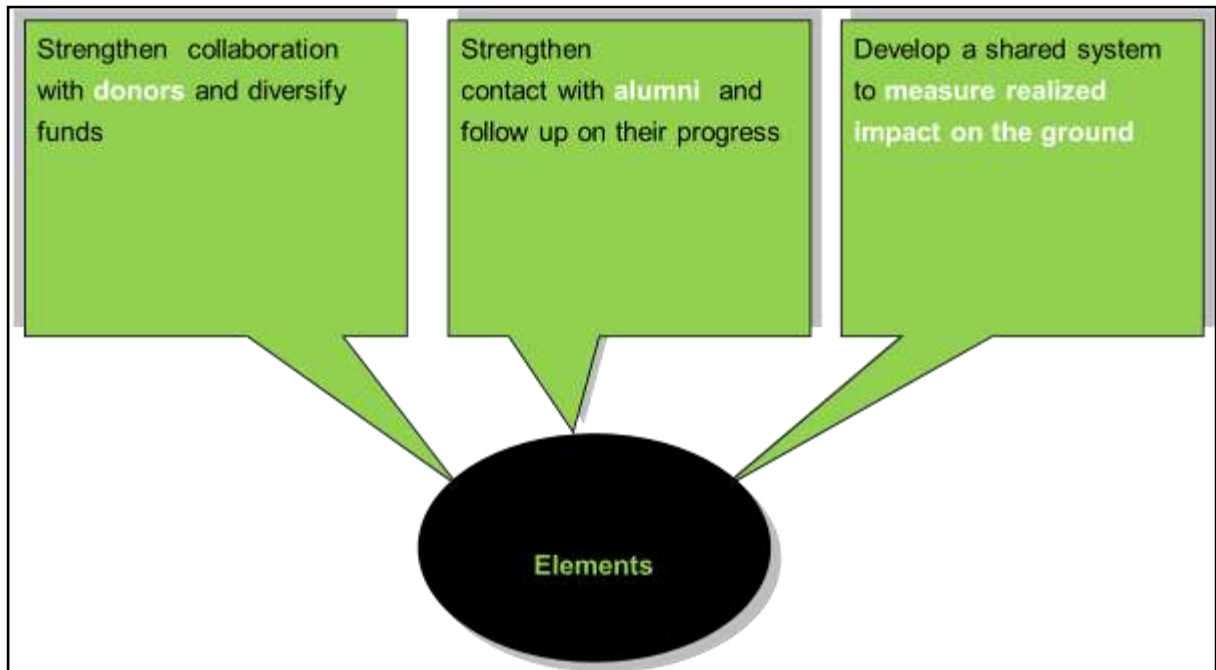 Strengthen collaboration
with donors and diversify
funds
Strengthen
contact with alumni and
follow up on their progress
Develop a shared system
to measure realized
impact on the ground
Elements